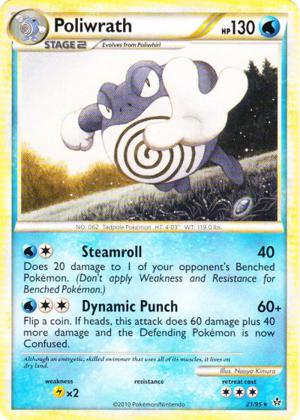 Poliwrath HP 130
STAGE 2 Evolves from Poliwhirl
NO. 062 Tadpole Pokémon HT: 4'03" WT: 119.0 lbs.
Steamroll 40
Does 20 damage to 1 of your opponent's Benched
Pokémon. (Don't apply Weakness and Resistance for
Benched Pokémon.)
Dynamic Punch 60+
Flip a coin. If heads, this attack does 60 damage plus 40
more damage and the Defending Pokémon is now
Confused.
Although an energetic, skilled swimmer that uses all of its muscles, it lives
on dry land.
Illus. Naoyo Kimura
weakness resistance retreat cost
×2
©2010 Pokémon/Nintendo
21/95 ★